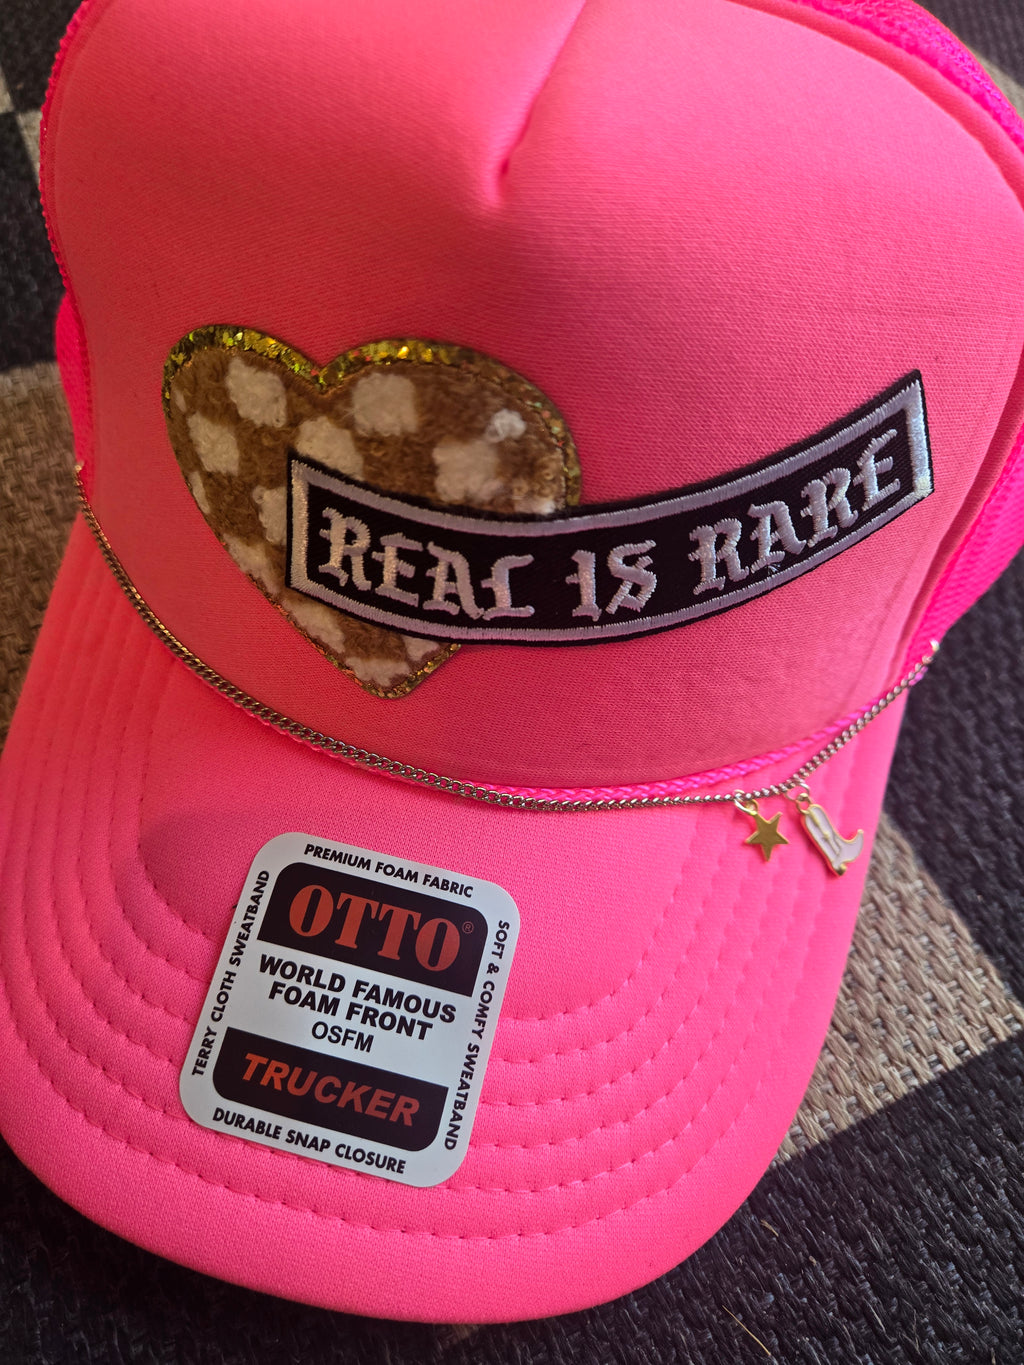 REAL IS RARE
PREMIUM FOAM FABRIC
OTTO®
WORLD FAMOUS
FOAM FRONT
OSFM
TRUCKER
DURABLE SNAP CLOSURE
TERRY CLOTH SWEATBAND
SOFT & COMFY SWEATBAND